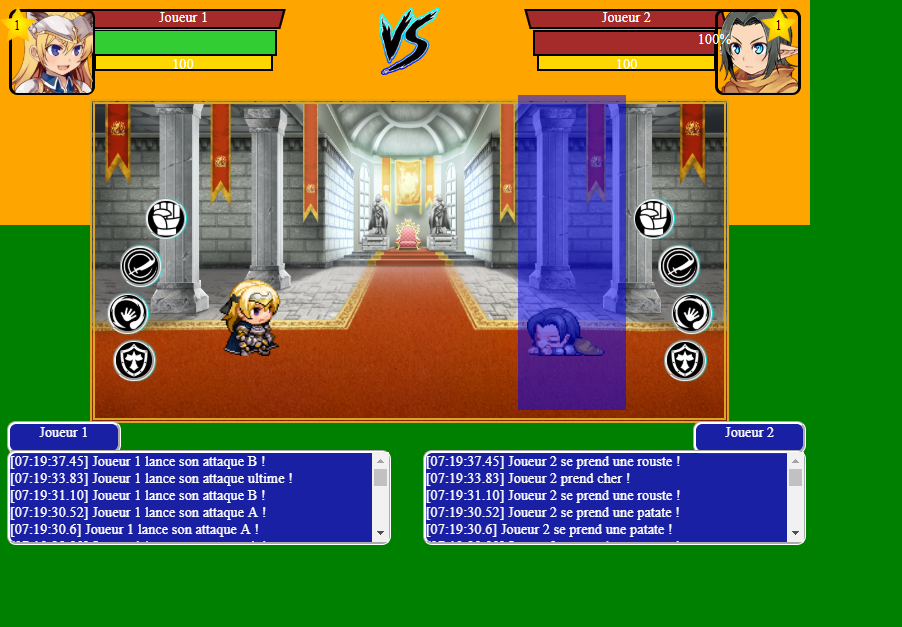 1
Joueur 1
100
VS
Joueur 2
100%
100
1
Joueur 1
[07:19:37.45] Joueur 1 lance son attaque B !
[07:19:33.83] Joueur 1 lance son attaque ultime !
[07:19:31.10] Joueur 1 lance son attaque B !
[07:19:30.52] Joueur 1 lance son attaque A !
[07:19:30.6] Joueur 1 lance son attaque A !
Joueur 2
[07:19:37.45] Joueur 2 se prend une rouste !
[07:19:33.83] Joueur 2 prend cher !
[07:19:31.10] Joueur 2 se prend une rouste !
[07:19:30.52] Joueur 2 se prend une patate !
[07:19:30.6] Joueur 2 se prend une patate !